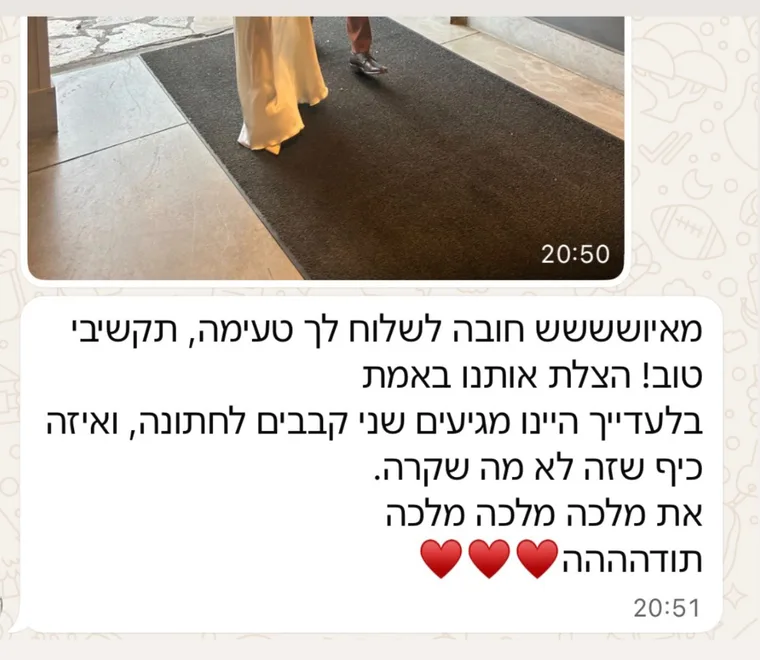 20:50
מאיוששששש חובה לשלוח לך טעימה, תקשיבי
טוב! הצלת אותנו באמת
בלעדייך היינו מגיעים שני קבבים לחתונה, ואיזה
כיף שזה לא מה שקרה.
את מלכה מלכה מלכה
תודההההה❤️❤️❤️
20:51